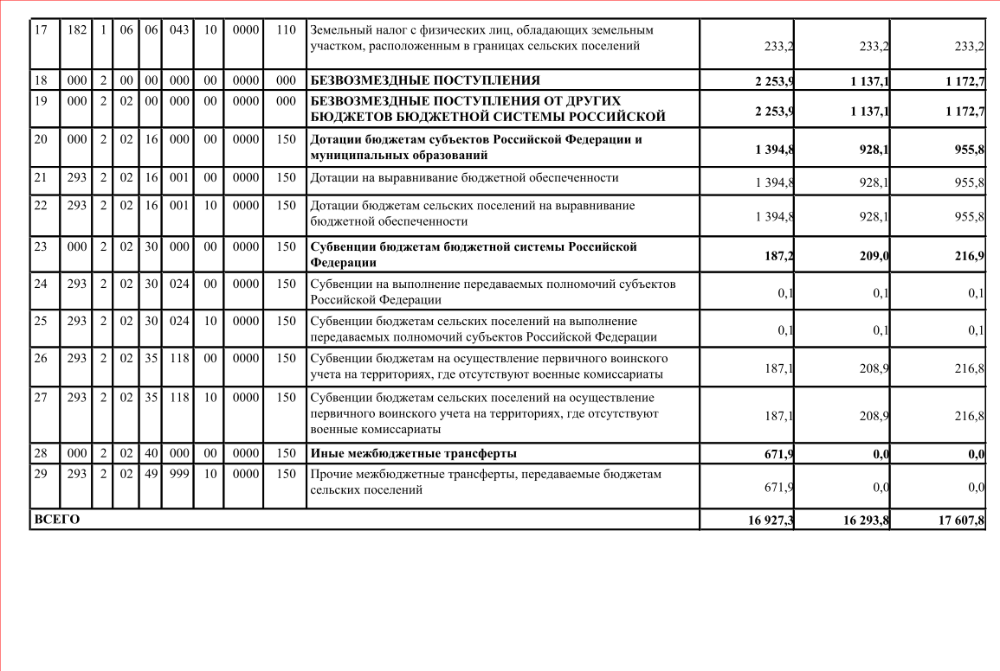 17 182 1 06 06 043 10 0000 110 Земельный налог с физических лиц, обладающих земельным
участком, расположенным в границах сельских поселений 233,2 233,2 233,2
18 000 2 00 00 000 00 0000 000 БЕЗВОЗМЕЗДНЫЕ ПОСТУПЛЕНИЯ 2 253,9 1 137,1 1 172,7
19 000 2 02 00 000 00 0000 000 БЕЗВОЗМЕЗДНЫЕ ПОСТУПЛЕНИЯ ОТ ДРУГИХ
БЮДЖЕТОВ БЮДЖЕТНОЙ СИСТЕМЫ РОССИЙСКОЙ 2 253,9 1 137,1 1 172,7
20 000 2 02 16 000 00 0000 150 Дотации бюджетам субъектов Российской Федерации и
муниципальных образований 1 394,8 928,1 955,8
21 293 2 02 16 001 00 0000 150 Дотации на выравнивание бюджетной обеспеченности 1 394,8 928,1 955,8
22 293 2 02 16 001 10 0000 150 Дотации бюджетам сельских поселений на выравнивание
бюджетной обеспеченности 1 394,8 928,1 955,8
23 000 2 02 30 000 00 0000 150 Субвенции бюджетам бюджетной системы Российской
Федерации 187,2 209,0 216,9
24 293 2 02 30 024 00 0000 150 Субвенции на выполнение передаваемых полномочий субъектов
Российской Федерации 0,1 0,1 0,1
25 293 2 02 30 024 10 0000 150 Субвенции бюджетам сельских поселений на выполнение
передаваемых полномочий субъектов Российской Федерации 0,1 0,1 0,1
26 293 2 02 35 118 00 0000 150 Субвенции бюджетам на осуществление первичного воинского
учета на территориях, где отсутствуют военные комиссариаты 187,1 208,9 216,8
27 293 2 02 35 118 10 0000 150 Субвенции бюджетам сельских поселений на осуществление
первичного воинского учета на территориях, где отсутствуют
военные комиссариаты 187,1 208,9 216,8
28 000 2 02 40 000 00 0000 150 Иные межбюджетные трансферты 671,9 0,0 0,0
29 293 2 02 49 999 10 0000 150 Прочие межбюджетные трансферты, передаваемые бюджетам
сельских поселений 671,9 0,0 0,0
ВСЕГО 16 927,3 16 293,8 17 607,8